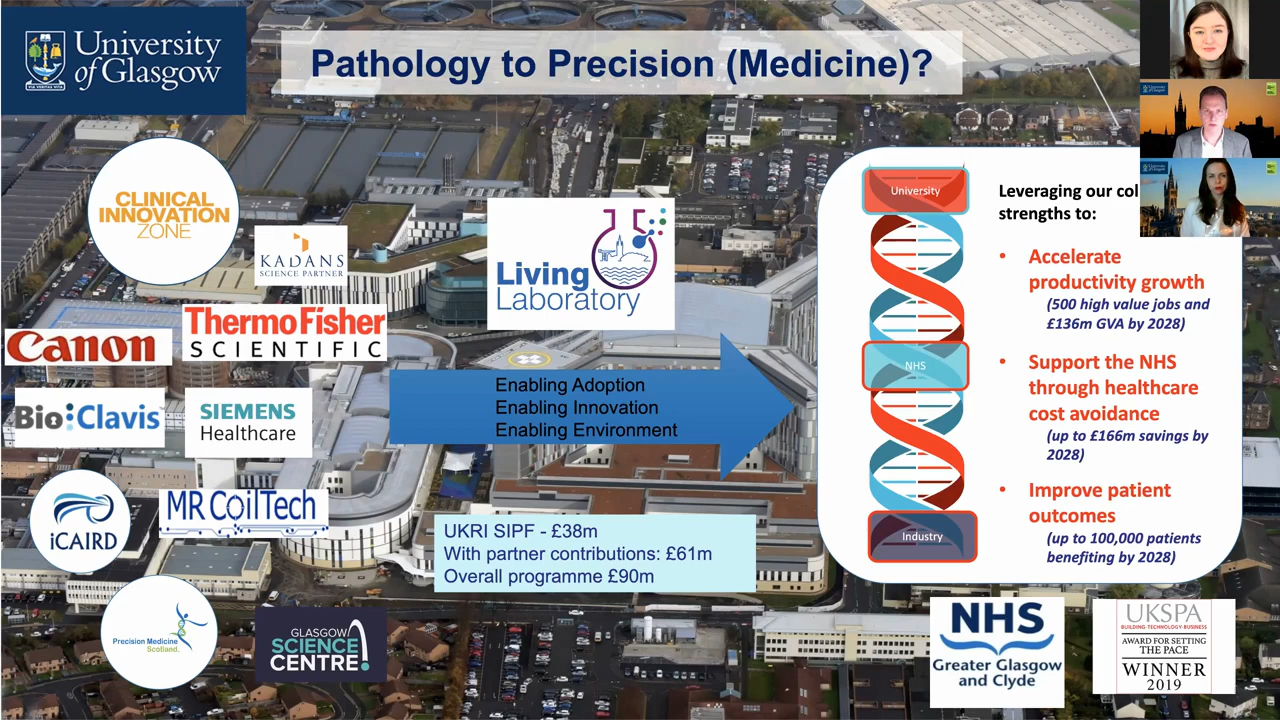 University
of Glasgow
VIA VERITAS VITA
Pathology to Precision (Medicine)?
CLINICAL
INNOVATION
ZONE
KADANS
SCIENCE PARTNER
Living
Laboratory
Canon
ThermoFisher
SCIENTIFIC
Bio:Clavis
SIEMENS
Healthcare
iCAIRD
MR CoilTech
Precision Medicine
Scotland.
GLASGOW
SCIENCE
CENTRE!
Enabling Adoption
Enabling Innovation
Enabling Environment
UKRI SIPF - £38m
With partner contributions: £61m
Overall programme £90m
University
NHS
Industry
Leveraging our col
strengths to:
• Accelerate
productivity growth
(500 high value jobs and
£136m GVA by 2028)
• Support the NHS
through healthcare
cost avoidance
(up to £166m savings by
2028)
• Improve patient
outcomes
(up to 100,000 patients
benefiting by 2028)
NHS
Greater Glasgow
and Clyde
UKSPA
BUILDING·TECHNOLOGY·BUSINESS
AWARD FOR SETTING
THE PACE
WINNER
2019